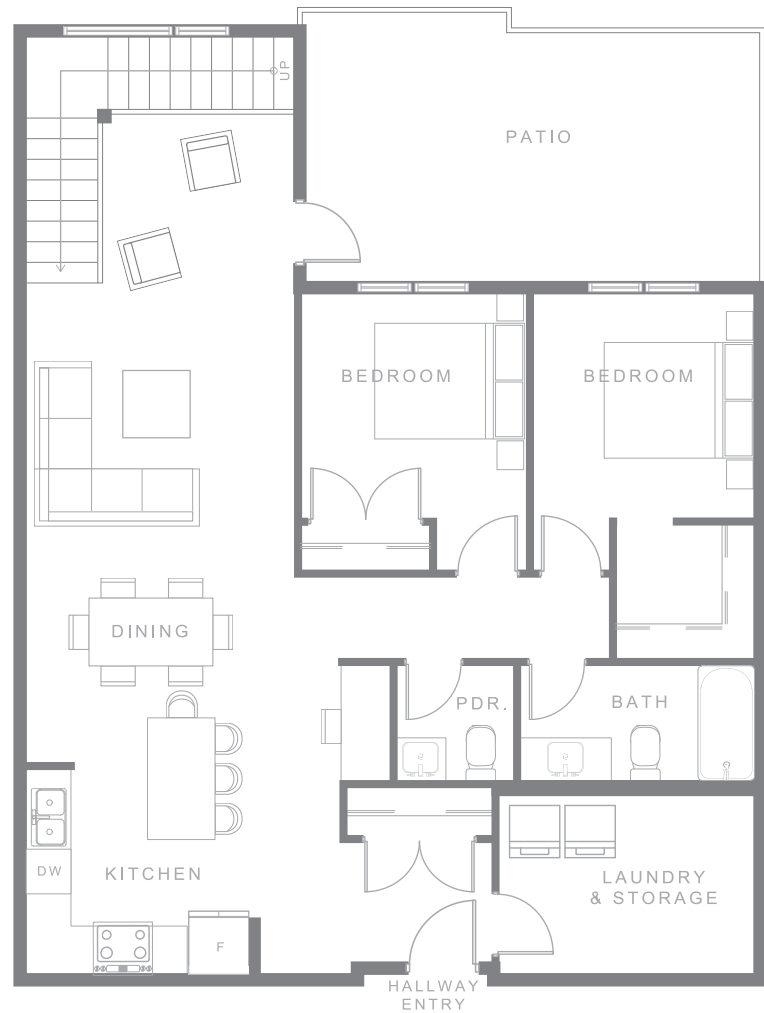 UP
PATIO
BEDROOM
BEDROOM
DINING
PDR.
BATH
DW
KITCHEN
F
LAUNDRY
& STORAGE
HALLWAY
ENTRY